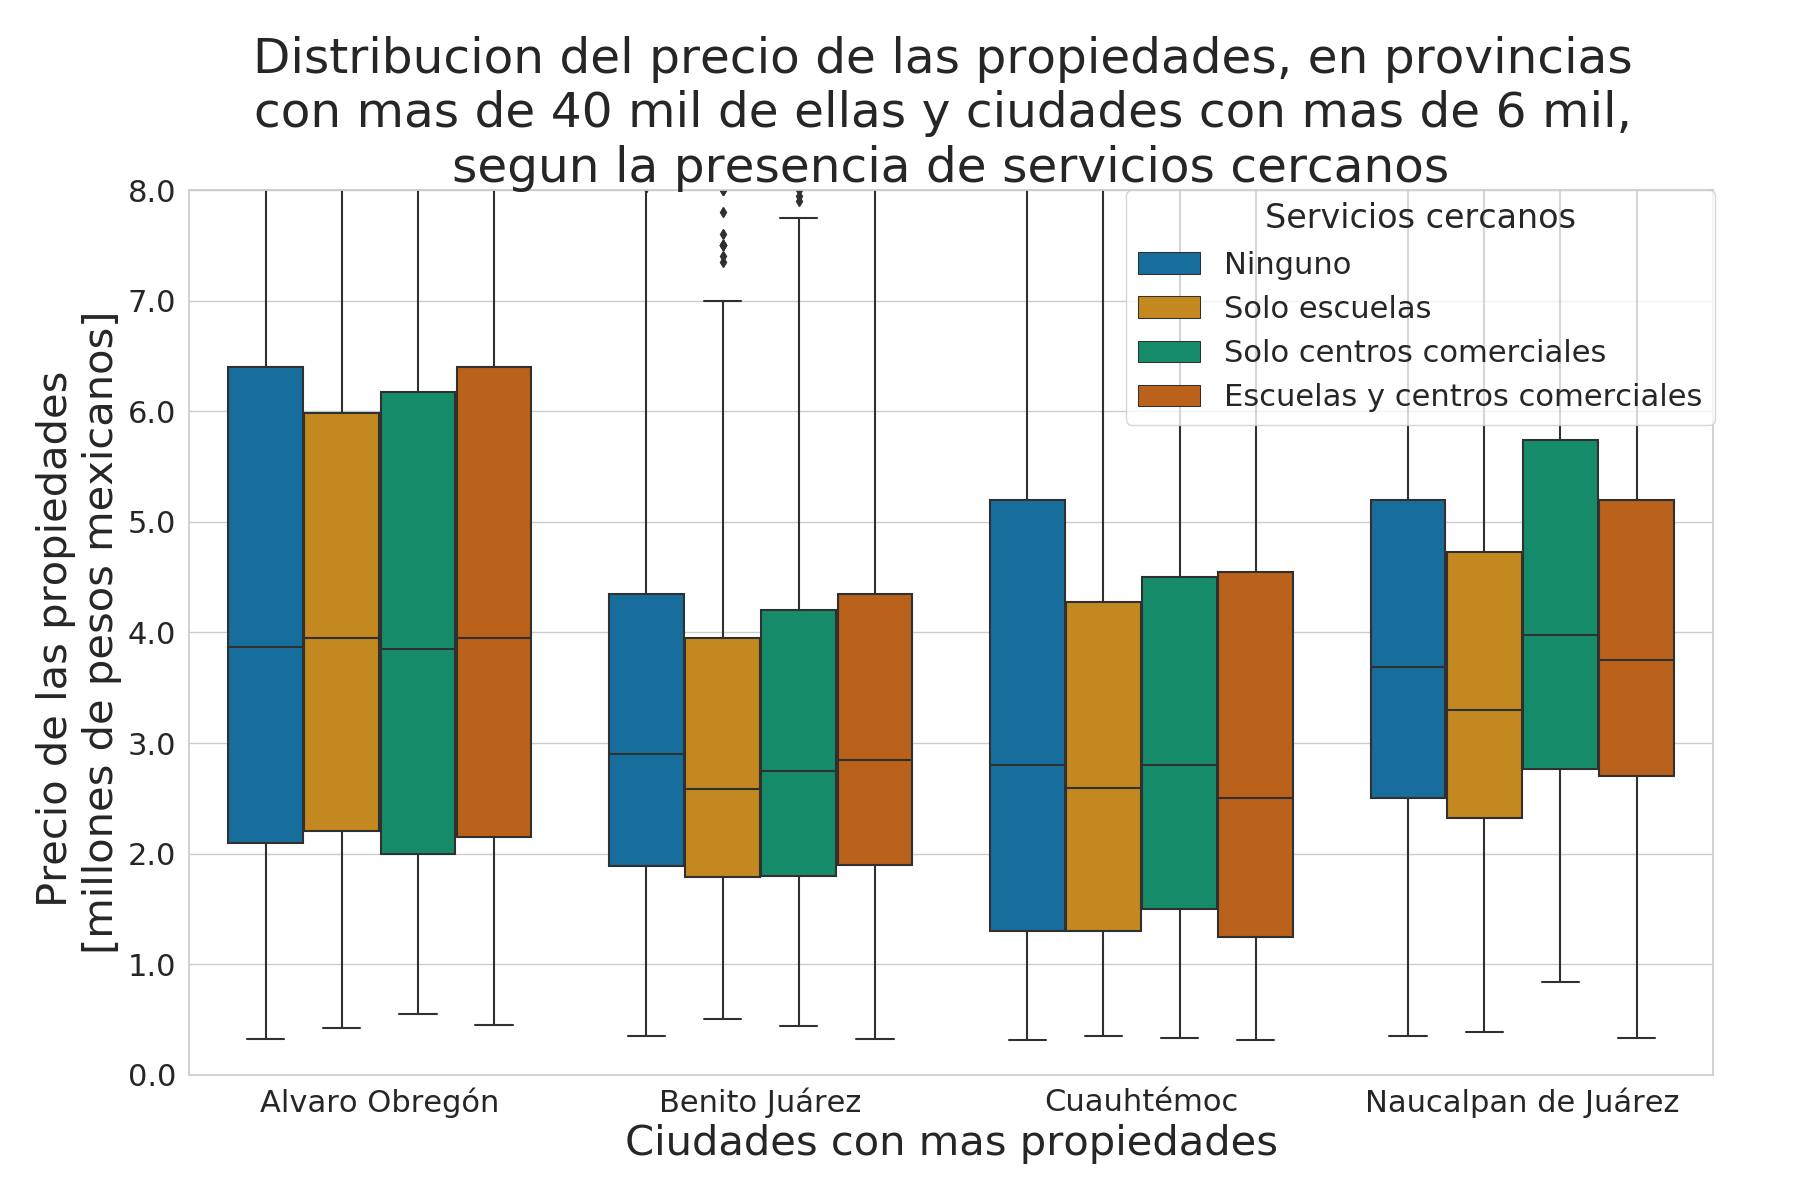 Distribucion del precio de las propiedades, en provincias
con mas de 40 mil de ellas y ciudades con mas de 6 mil,
segun la presencia de servicios cercanos
Precio de las propiedades
[millones de pesos mexicanos]
8.0
7.0
6.0
5.0
4.0
3.0
2.0
1.0
0.0
Servicios cercanos
Ninguno
Solo escuelas
Solo centros comerciales
Escuelas y centros comerciales
Alvaro Obregón
Benito Juárez
Cuauhtémoc
Naucalpan de Juárez
Ciudades con mas propiedades